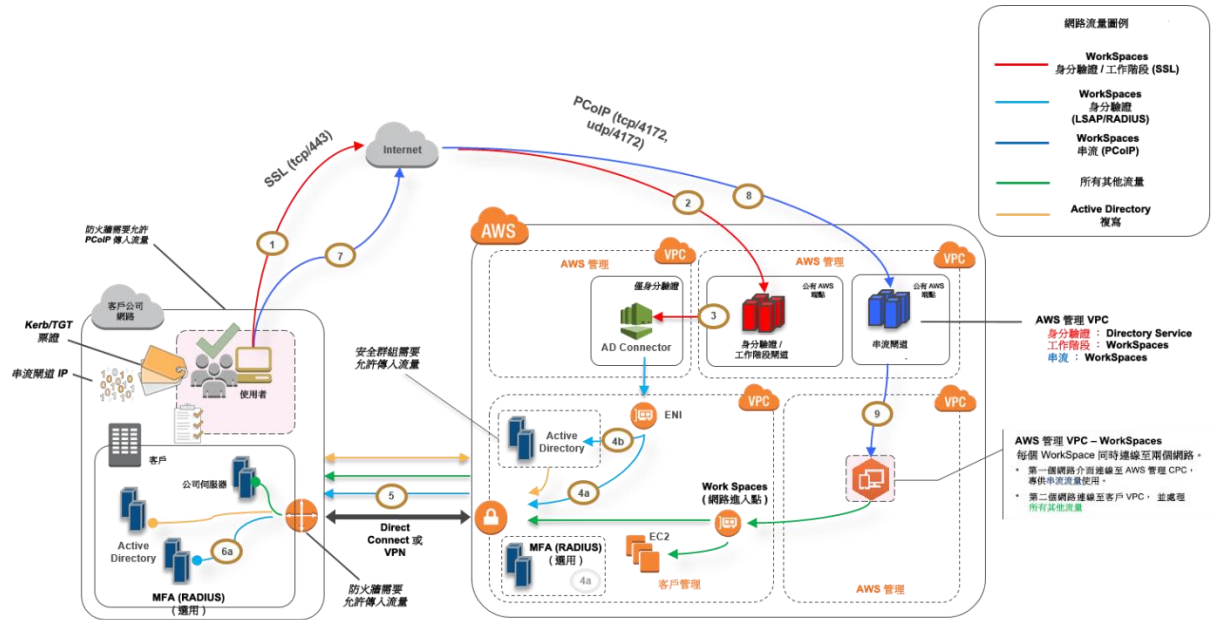 網路流量圖例
WorkSpaces
身分驗證 / 工作階段 (SSL)
WorkSpaces
身分驗證
(LSAP/RADIUS)
WorkSpaces
串流 (PCoIP)
所有其他流量
Active Directory
複寫
SSL (tcp/443)
Internet
PCoIP (tcp/4172,
udp/4172)
1
7
2
8
防火牆需要允許
PCoIP 傳入流量
客戶公司
網路
Kerb/TGT
票證
串流閘道 IP
使用者
客戶
公司伺服器
Active
Directory
6a
MFA (RADIUS)
(選用)
安全群組需要
允許傳入流量
5
Direct
Connect 或
VPN
防火牆需要
允許傳入流量
AWS
VPC
AWS 管理
僅身分驗證
AD Connector
3
VPC
AWS 管理
公有 AWS
端點
身分驗證 /
工作階段閘道
公有 AWS
端點
串流閘道
VPC
ENI
Active
Directory
4b
4a
Work Spaces
(網路進入點)
EC2
MFA (RADIUS)
(選用)
4a
客戶管理
VPC
9
AWS 管理
AWS 管理 VPC
身分驗證 : Directory Service
工作階段 : WorkSpaces
串流 : WorkSpaces
AWS 管理 VPC – WorkSpaces
每個 WorkSpace 同時連線至兩個網路。
• 第一個網路介面連線至 AWS 管理 CPC,
專供串流流量使用。
• 第二個網路連線至客戶 VPC, 並處理
所有其他流量